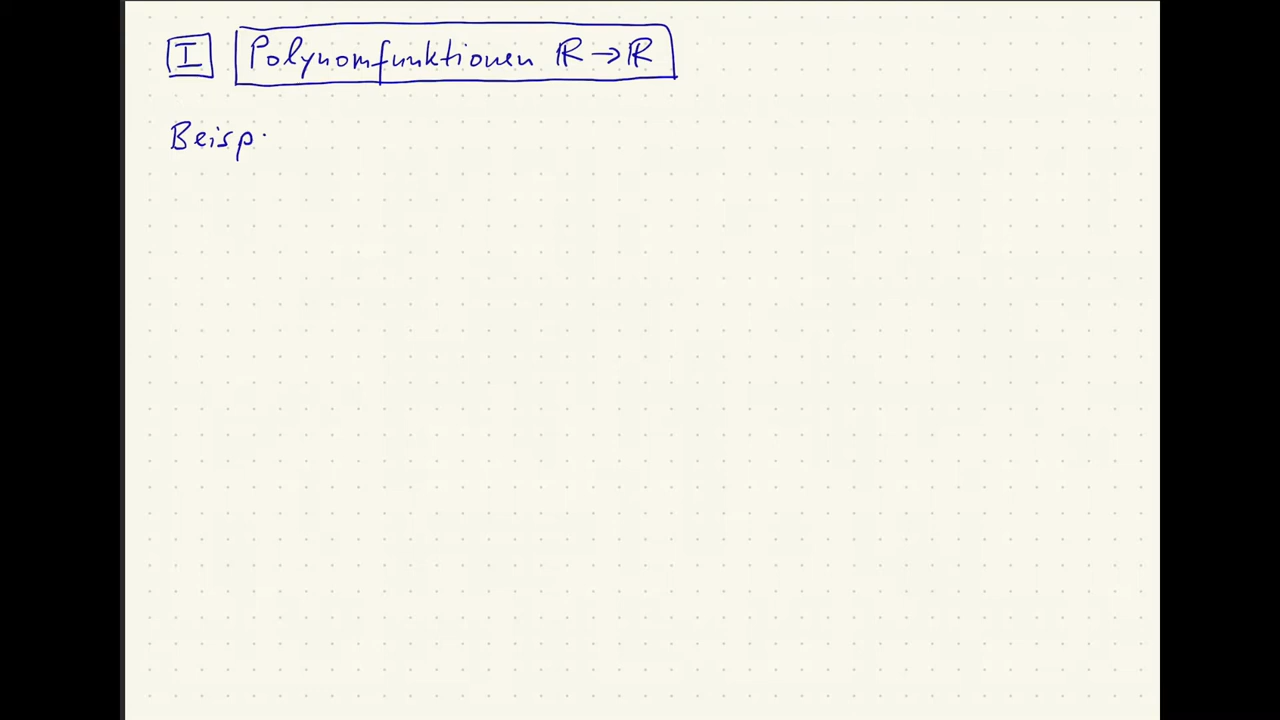 I Polynomfunktionen ℝ → ℝ
Beisp.